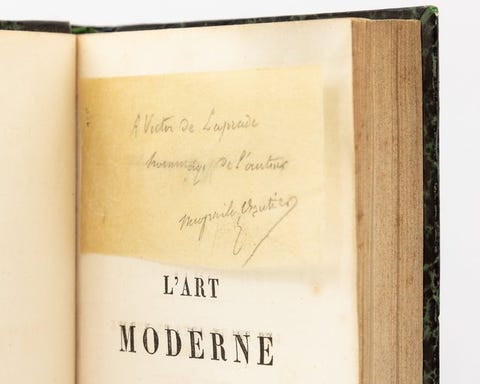 A Victor de Laprade
hommage de l'auteur
Théophile Gautier
L'ART
MODERNE